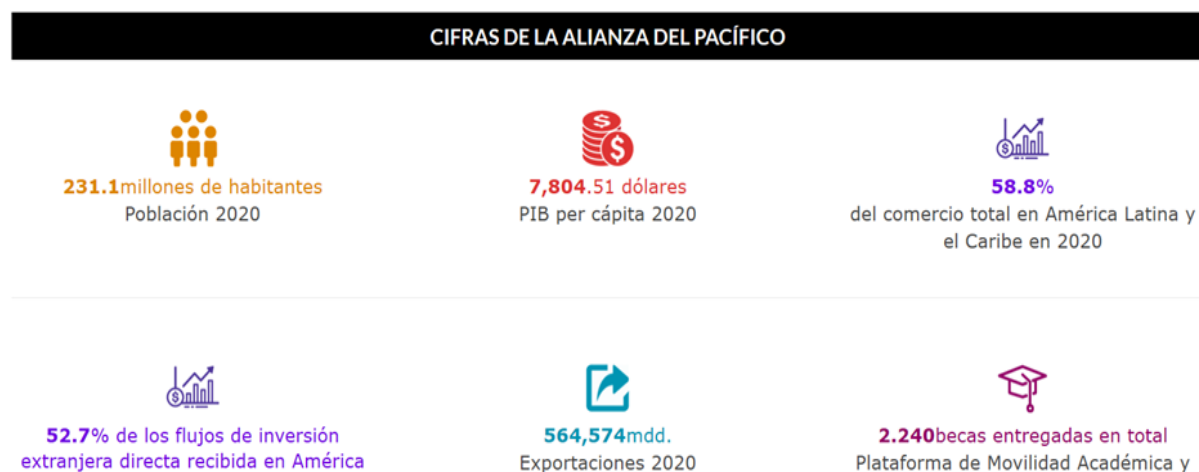 CIFRAS DE LA ALIANZA DEL PACÍFICO
231.1millones de habitantes
Población 2020
7,804.51 dólares
PIB per cápita 2020
58.8%
del comercio total en América Latina y
el Caribe en 2020
52.7% de los flujos de inversión
extranjera directa recibida en América
564,574mdd.
Exportaciones 2020
2.240becas entregadas en total
Plataforma de Movilidad Académica y